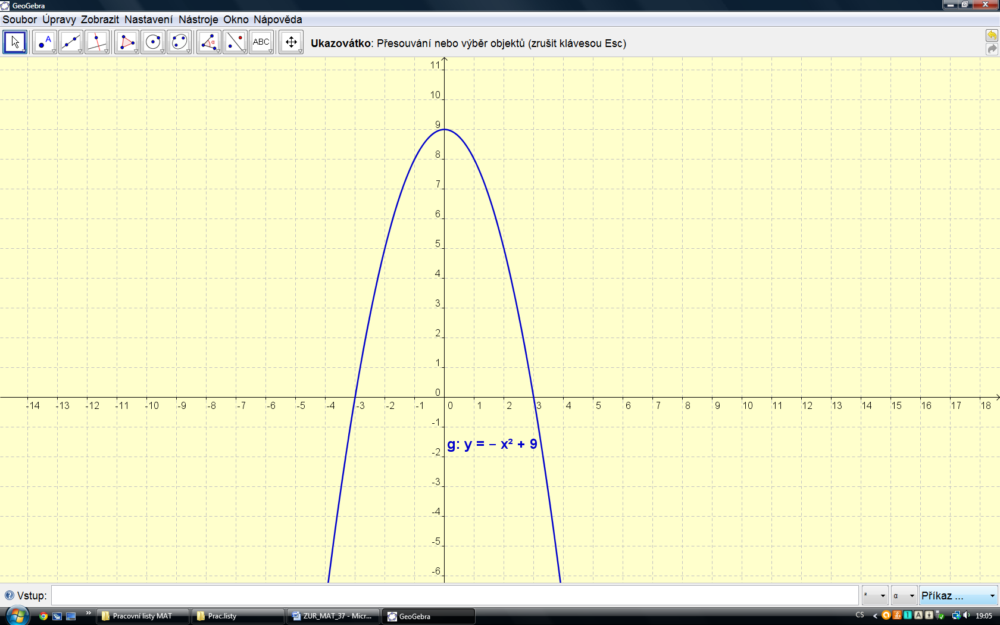 GeoGebra
Soubor Úpravy Zobrazit Nastavení Nástroje Okno Nápověda
A α ABC Ukazovátko: Přesouvání nebo výběr objektů (zrušit klávesou Esc)
11
10
9
8
7
6
5
4
3
2
1
0
-14 -13 -12 -11 -10 -9 -8 -7 -6 -5 -4 -3 -2 -1 0 1 2 3 4 5 6 7 8 9 10 11 12 13 14 15 16 17 18
-1
g: y = – x² + 9
-2
-3
-4
-5
-6
Vstup: ² α Příkaz ...
» Pracovní listy MAT Prac.listy ZUR_MAT_37 - Micr... GeoGebra CS < 1 A 19:05